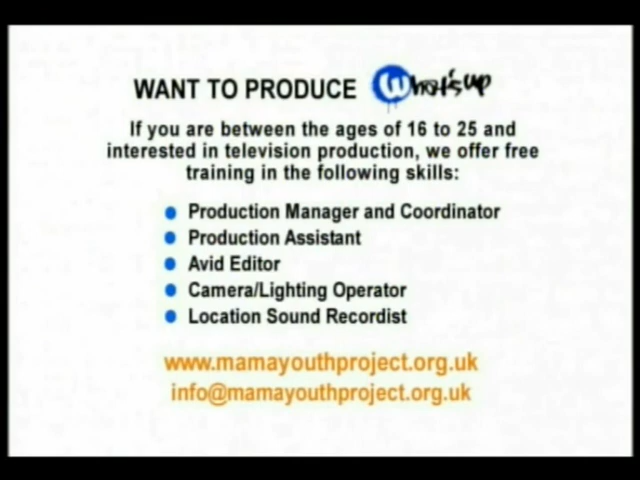 WANT TO PRODUCE What'sUp
If you are between the ages of 16 to 25 and
interested in television production, we offer free
training in the following skills:
Production Manager and Coordinator
Production Assistant
Avid Editor
Camera/Lighting Operator
Location Sound Recordist
www.mamayouthproject.org.uk
info@mamayouthproject.org.uk